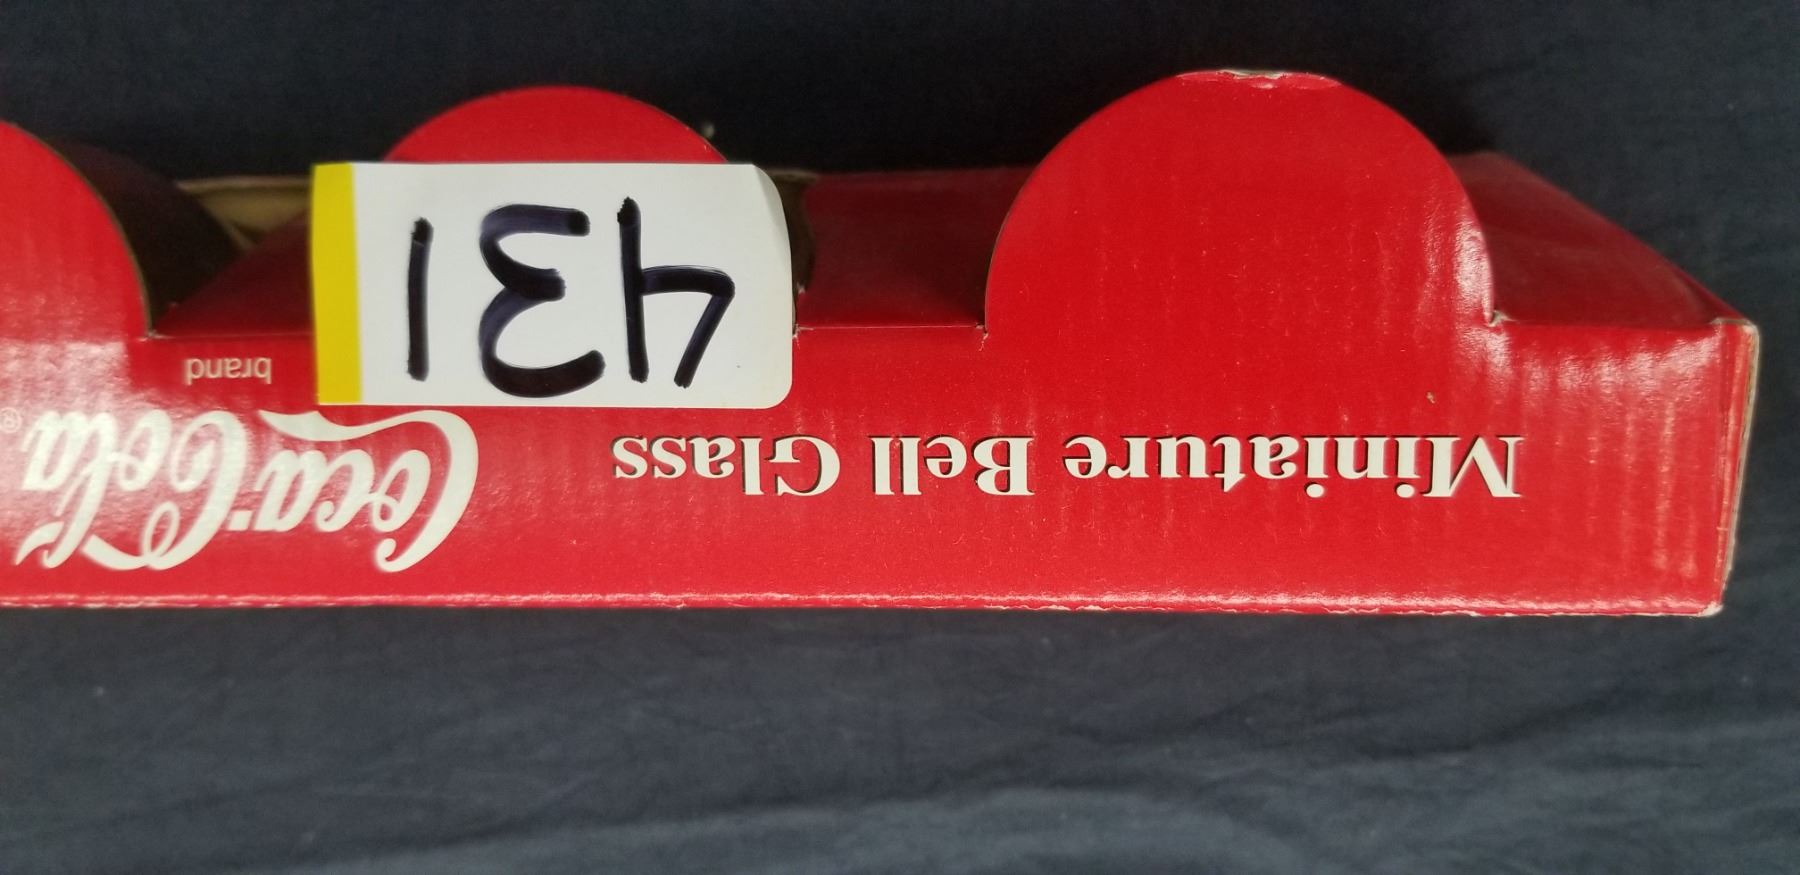 Miniature Bell Glass
Coca-Cola®
brand
431